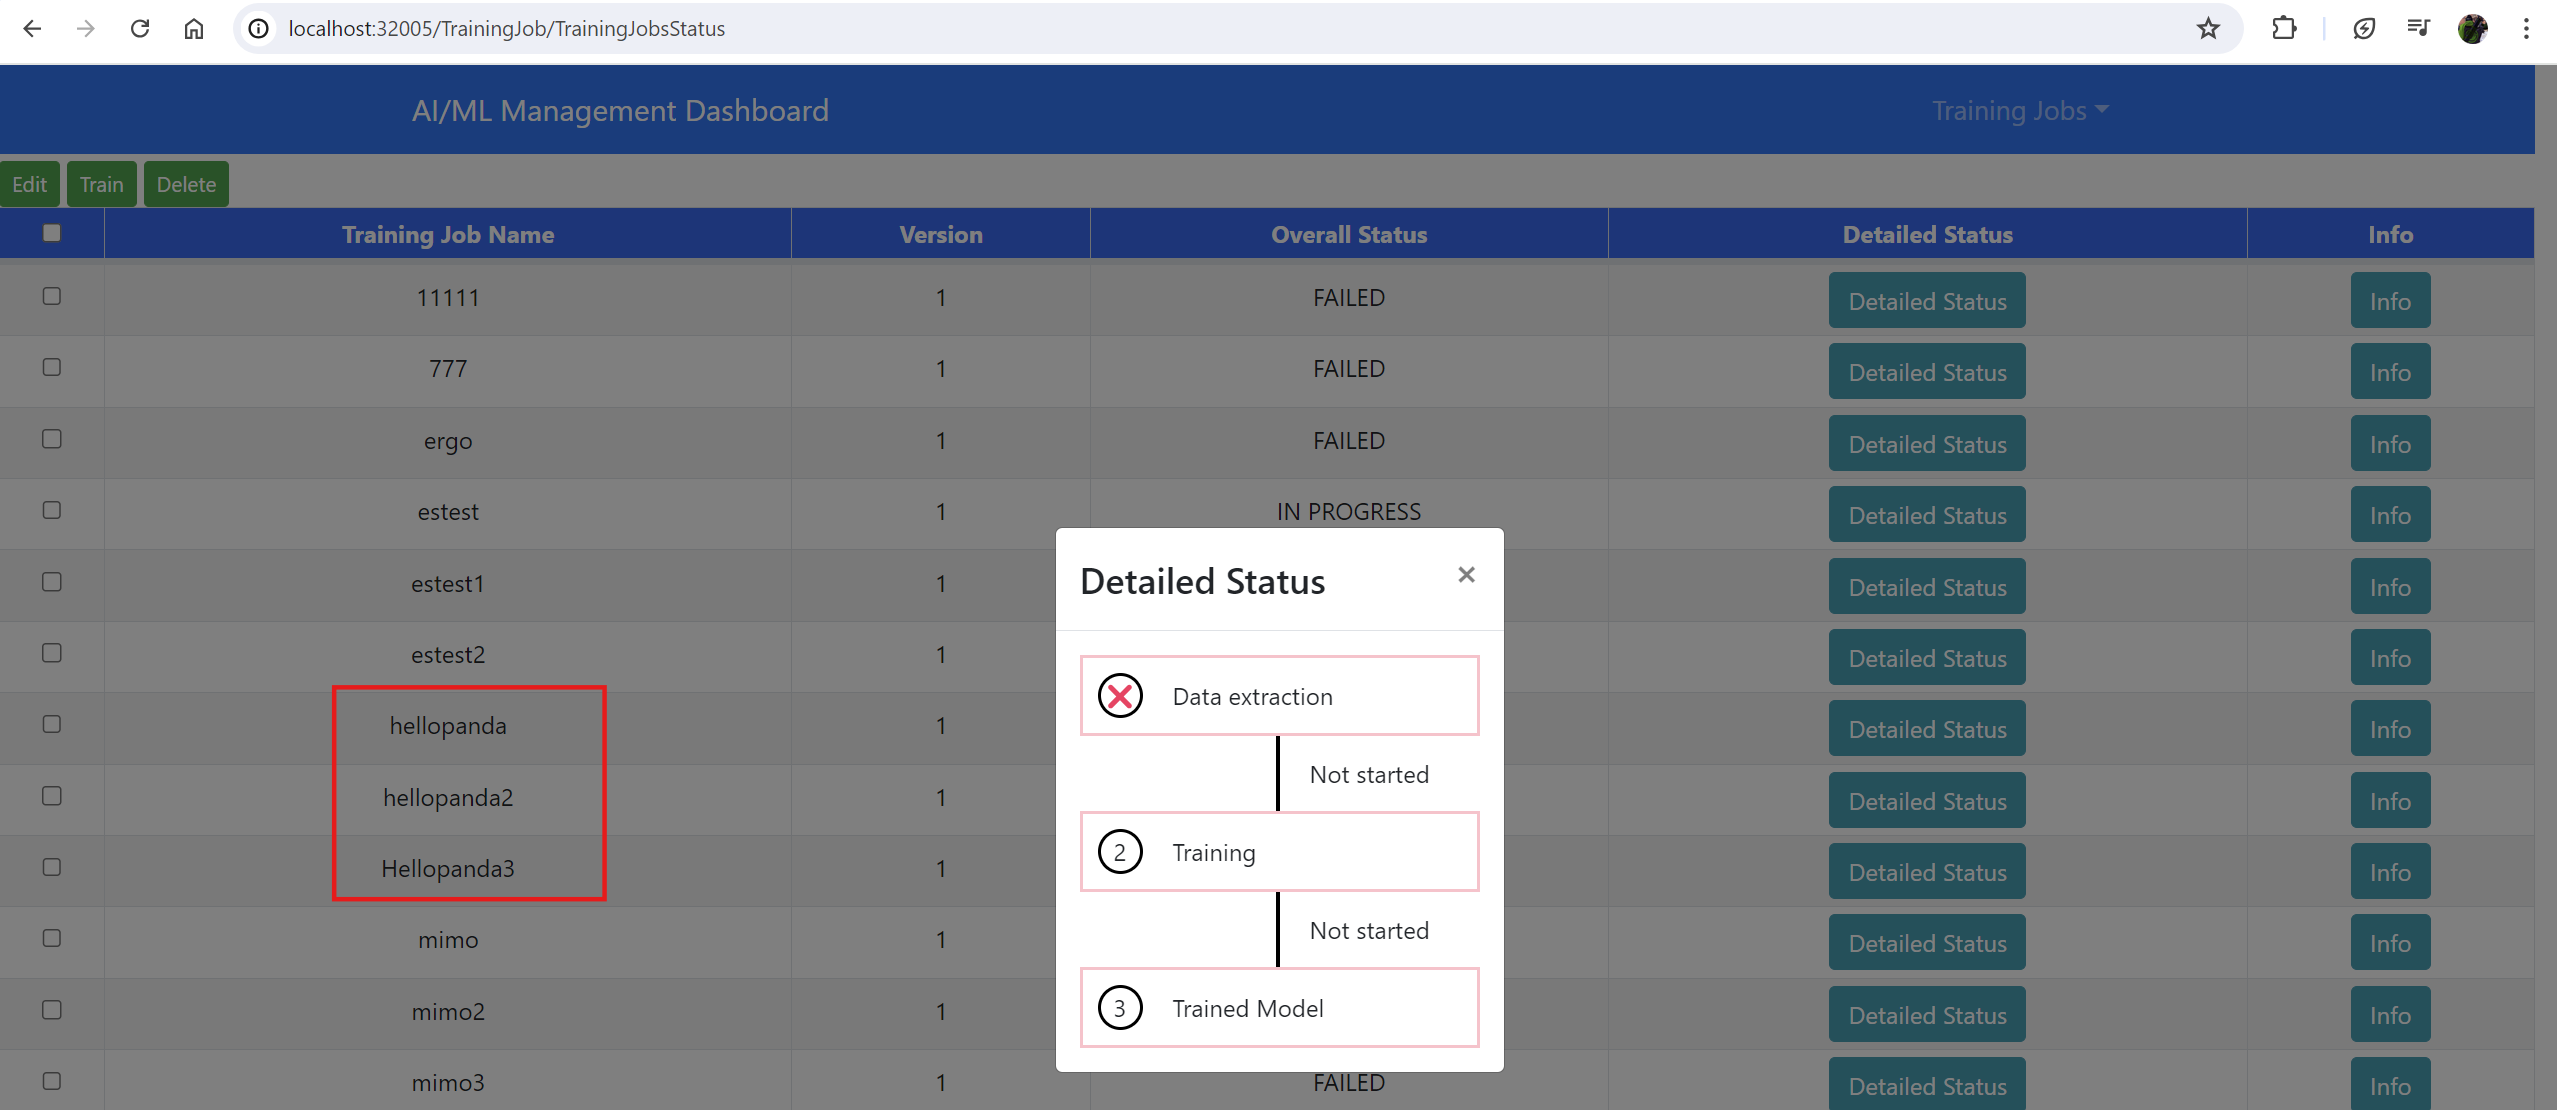 localhost:32005/TrainingJob/TrainingJobsStatus
AI/ML Management Dashboard
Training Jobs
Edit Train Delete
Training Job Name Version Overall Status Detailed Status Info
11111 1 FAILED Detailed Status Info
777 1 FAILED Detailed Status Info
ergo 1 FAILED Detailed Status Info
estest 1 IN PROGRESS Detailed Status Info
estest1 1 Detailed Status Info
estest2 1 Detailed Status Info
hellopanda 1 Detailed Status Info
hellopanda2 1 Detailed Status Info
Hellopanda3 1 Detailed Status Info
mimo 1 Detailed Status Info
mimo2 1 Detailed Status Info
mimo3 1 FAILED Detailed Status Info
Detailed Status ×
Data extraction
Not started
2 Training
Not started
3 Trained Model